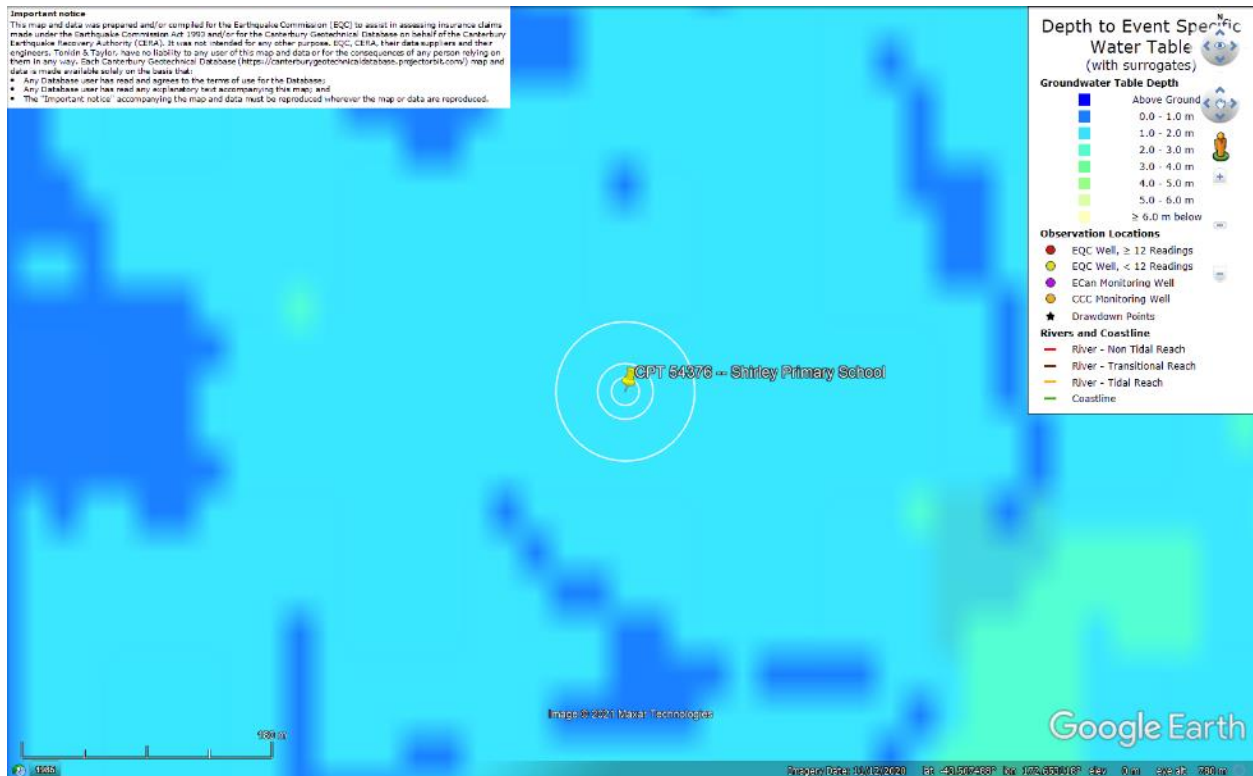 Important notice
This map and data was prepared and/or compiled for the Earthquake Commission (EQC) to assist in assessing insurance claims
made under the Earthquake Commission Act 1993 and/or for the Canterbury Geotechnical Database on behalf of the Canterbury
Earthquake Recovery Authority (CERA). It was not intended for any other purpose. EQC, CERA, their data suppliers and their
engineers, Tonkin & Taylor, have no liability to any user of this map and data or for the consequences of any person relying on
them in any way. Each Canterbury Geotechnical Database (https://canterburygeotechnicaldatabase.projectorbit.com/) map and
data is made available solely on the basis that:
• Any Database user has read and agrees to the terms of use for the Database;
• Any Database user has read any explanatory text accompanying this map; and
• The "Important notice" accompanying the map and data must be reproduced wherever the map or data are reproduced.
Depth to Event Specific
Water Table
(with surrogates)
Groundwater Table Depth
Above Ground
0.0 - 1.0 m
1.0 - 2.0 m
2.0 - 3.0 m
3.0 - 4.0 m
4.0 - 5.0 m
5.0 - 6.0 m
≥ 6.0 m below
Observation Locations
EQC Well, ≥ 12 Readings
EQC Well, < 12 Readings
ECan Monitoring Well
CCC Monitoring Well
Drawdown Points
Rivers and Coastline
River - Non Tidal Reach
River - Transitional Reach
River - Tidal Reach
Coastline
N
CPT 54376 -- Shirley Primary School
Image © 2021 Maxar Technologies
Google Earth
1986
Imagery Date:
eye alt